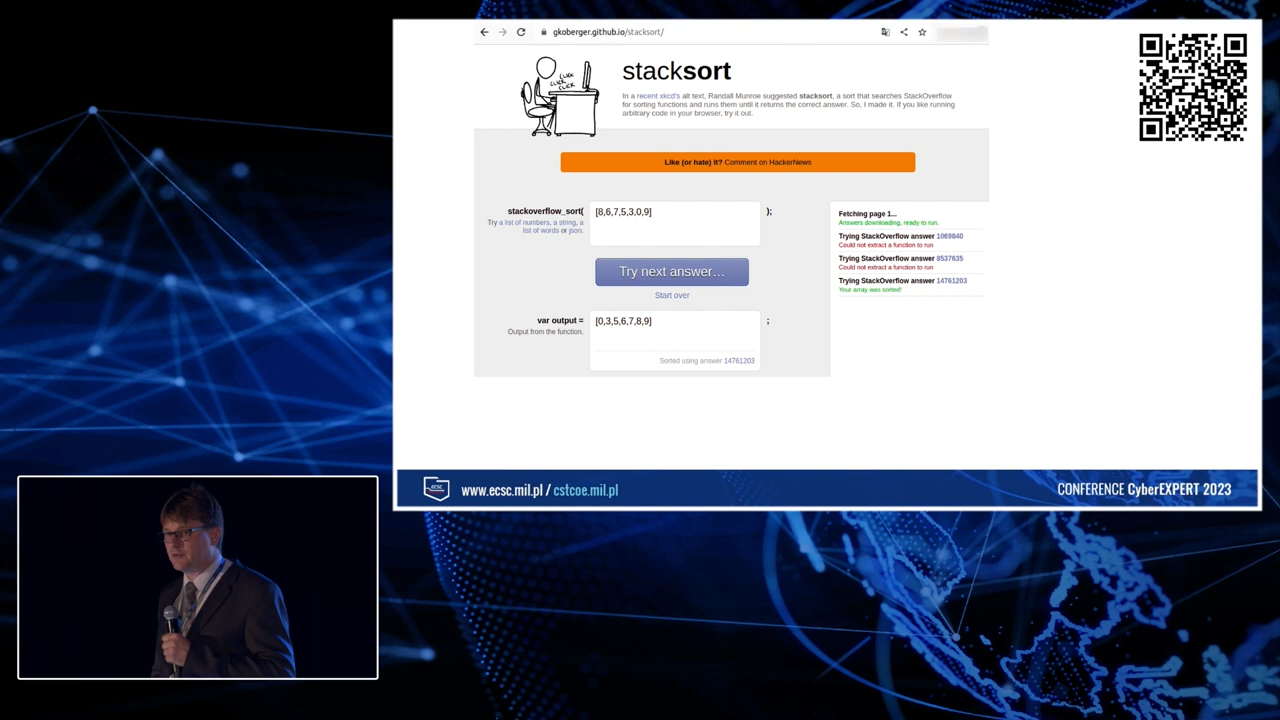 gkoberger.github.io/stacksort/
CLICK
CLICK
CLICK
stacksort
In a recent xkcd's alt text, Randall Munroe suggested stacksort, a sort that searches StackOverflow
for sorting functions and runs them until it returns the correct answer. So, I made it. If you like running
arbitrary code in your browser, try it out.
Like (or hate) it? Comment on HackerNews
stackoverflow_sort(
Try a list of numbers, a string, a
list of words or json.
[8,6,7,5,3,0,9]
);
Try next answer…
Start over
var output =
Output from the function.
[0,3,5,6,7,8,9]
;
Sorted using answer 14761203
Fetching page 1...
Answers downloading, ready to run.
Trying StackOverflow answer 1069840
Could not extract a function to run
Trying StackOverflow answer 8537635
Could not extract a function to run
Trying StackOverflow answer 14761203
Your array was sorted!
ecsc
www.ecsc.mil.pl / cstcoe.mil.pl
CONFERENCE CyberEXPERT 2023